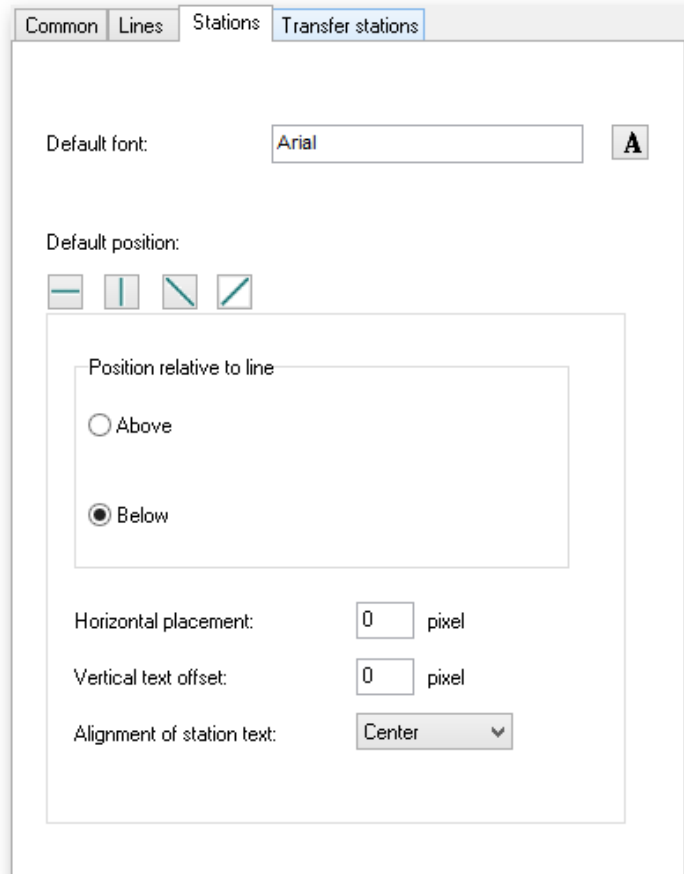 Common Lines Stations Transfer stations
Default font: Arial A
Default position:
Position relative to line
Above
Below
Horizontal placement: 0 pixel
Vertical text offset: 0 pixel
Alignment of station text: Center